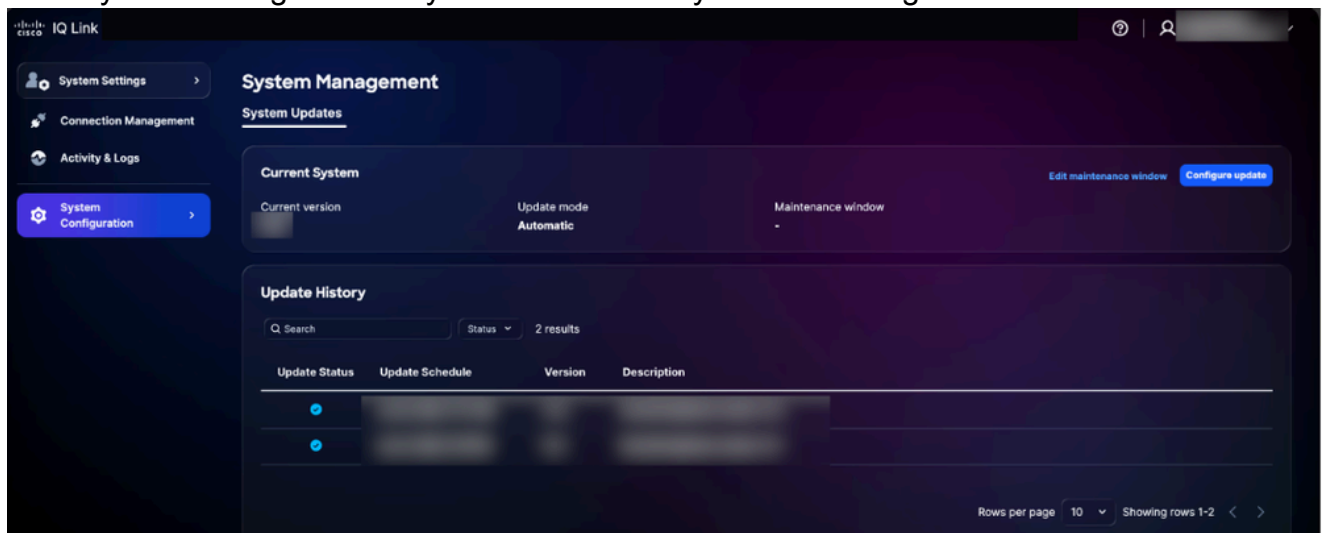 cisco IQ Link
System Settings
System Management
Connection Management
System Updates
Activity & Logs
Current System
Edit maintenance window
Configure update
System
Configuration
Current version
Update mode
Maintenance window
Automatic
-
Update History
Search
Status
2 results
Update Status
Update Schedule
Version
Description
Rows per page 10
Showing rows 1-2